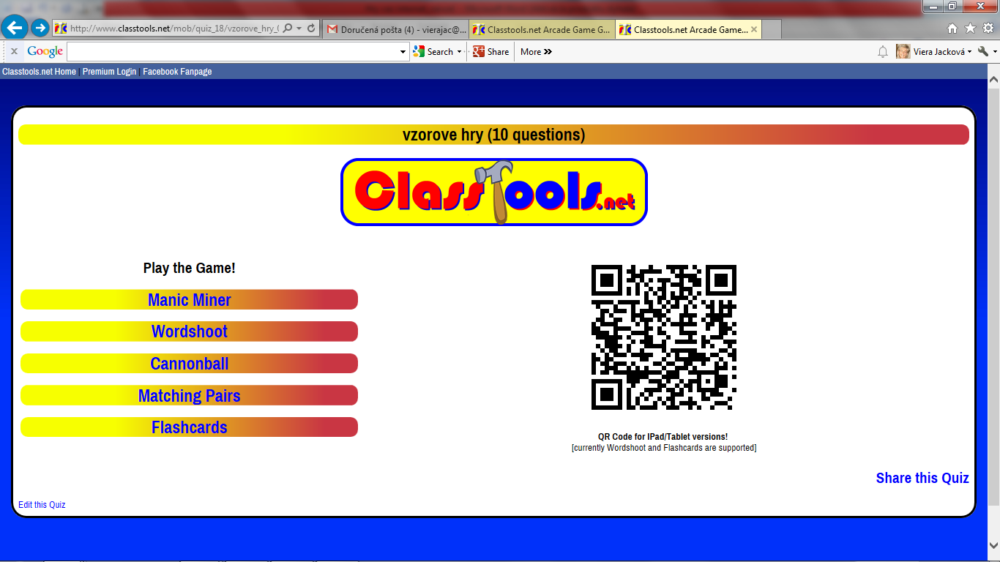 http://www.classtools.net/mob/quiz_18/vzorove_hry_
Doručená pošta (4) - vierajac@...
Classtools.net Arcade Game G...
Classtools.net Arcade Game...
x Google Search Share More »
Viera Jacková
Classtools.net Home | Premium Login | Facebook Fanpage
vzorove hry (10 questions)
ClassTools.net
Play the Game!
Manic Miner
Wordshoot
Cannonball
Matching Pairs
Flashcards
QR Code for IPad/Tablet versions!
[currently Wordshoot and Flashcards are supported]
Share this Quiz
Edit this Quiz